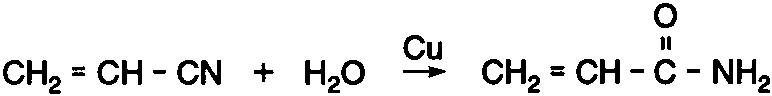 CH₂=CH-CN + H₂O Cu→ CH₂=CH-C(=O)-NH₂